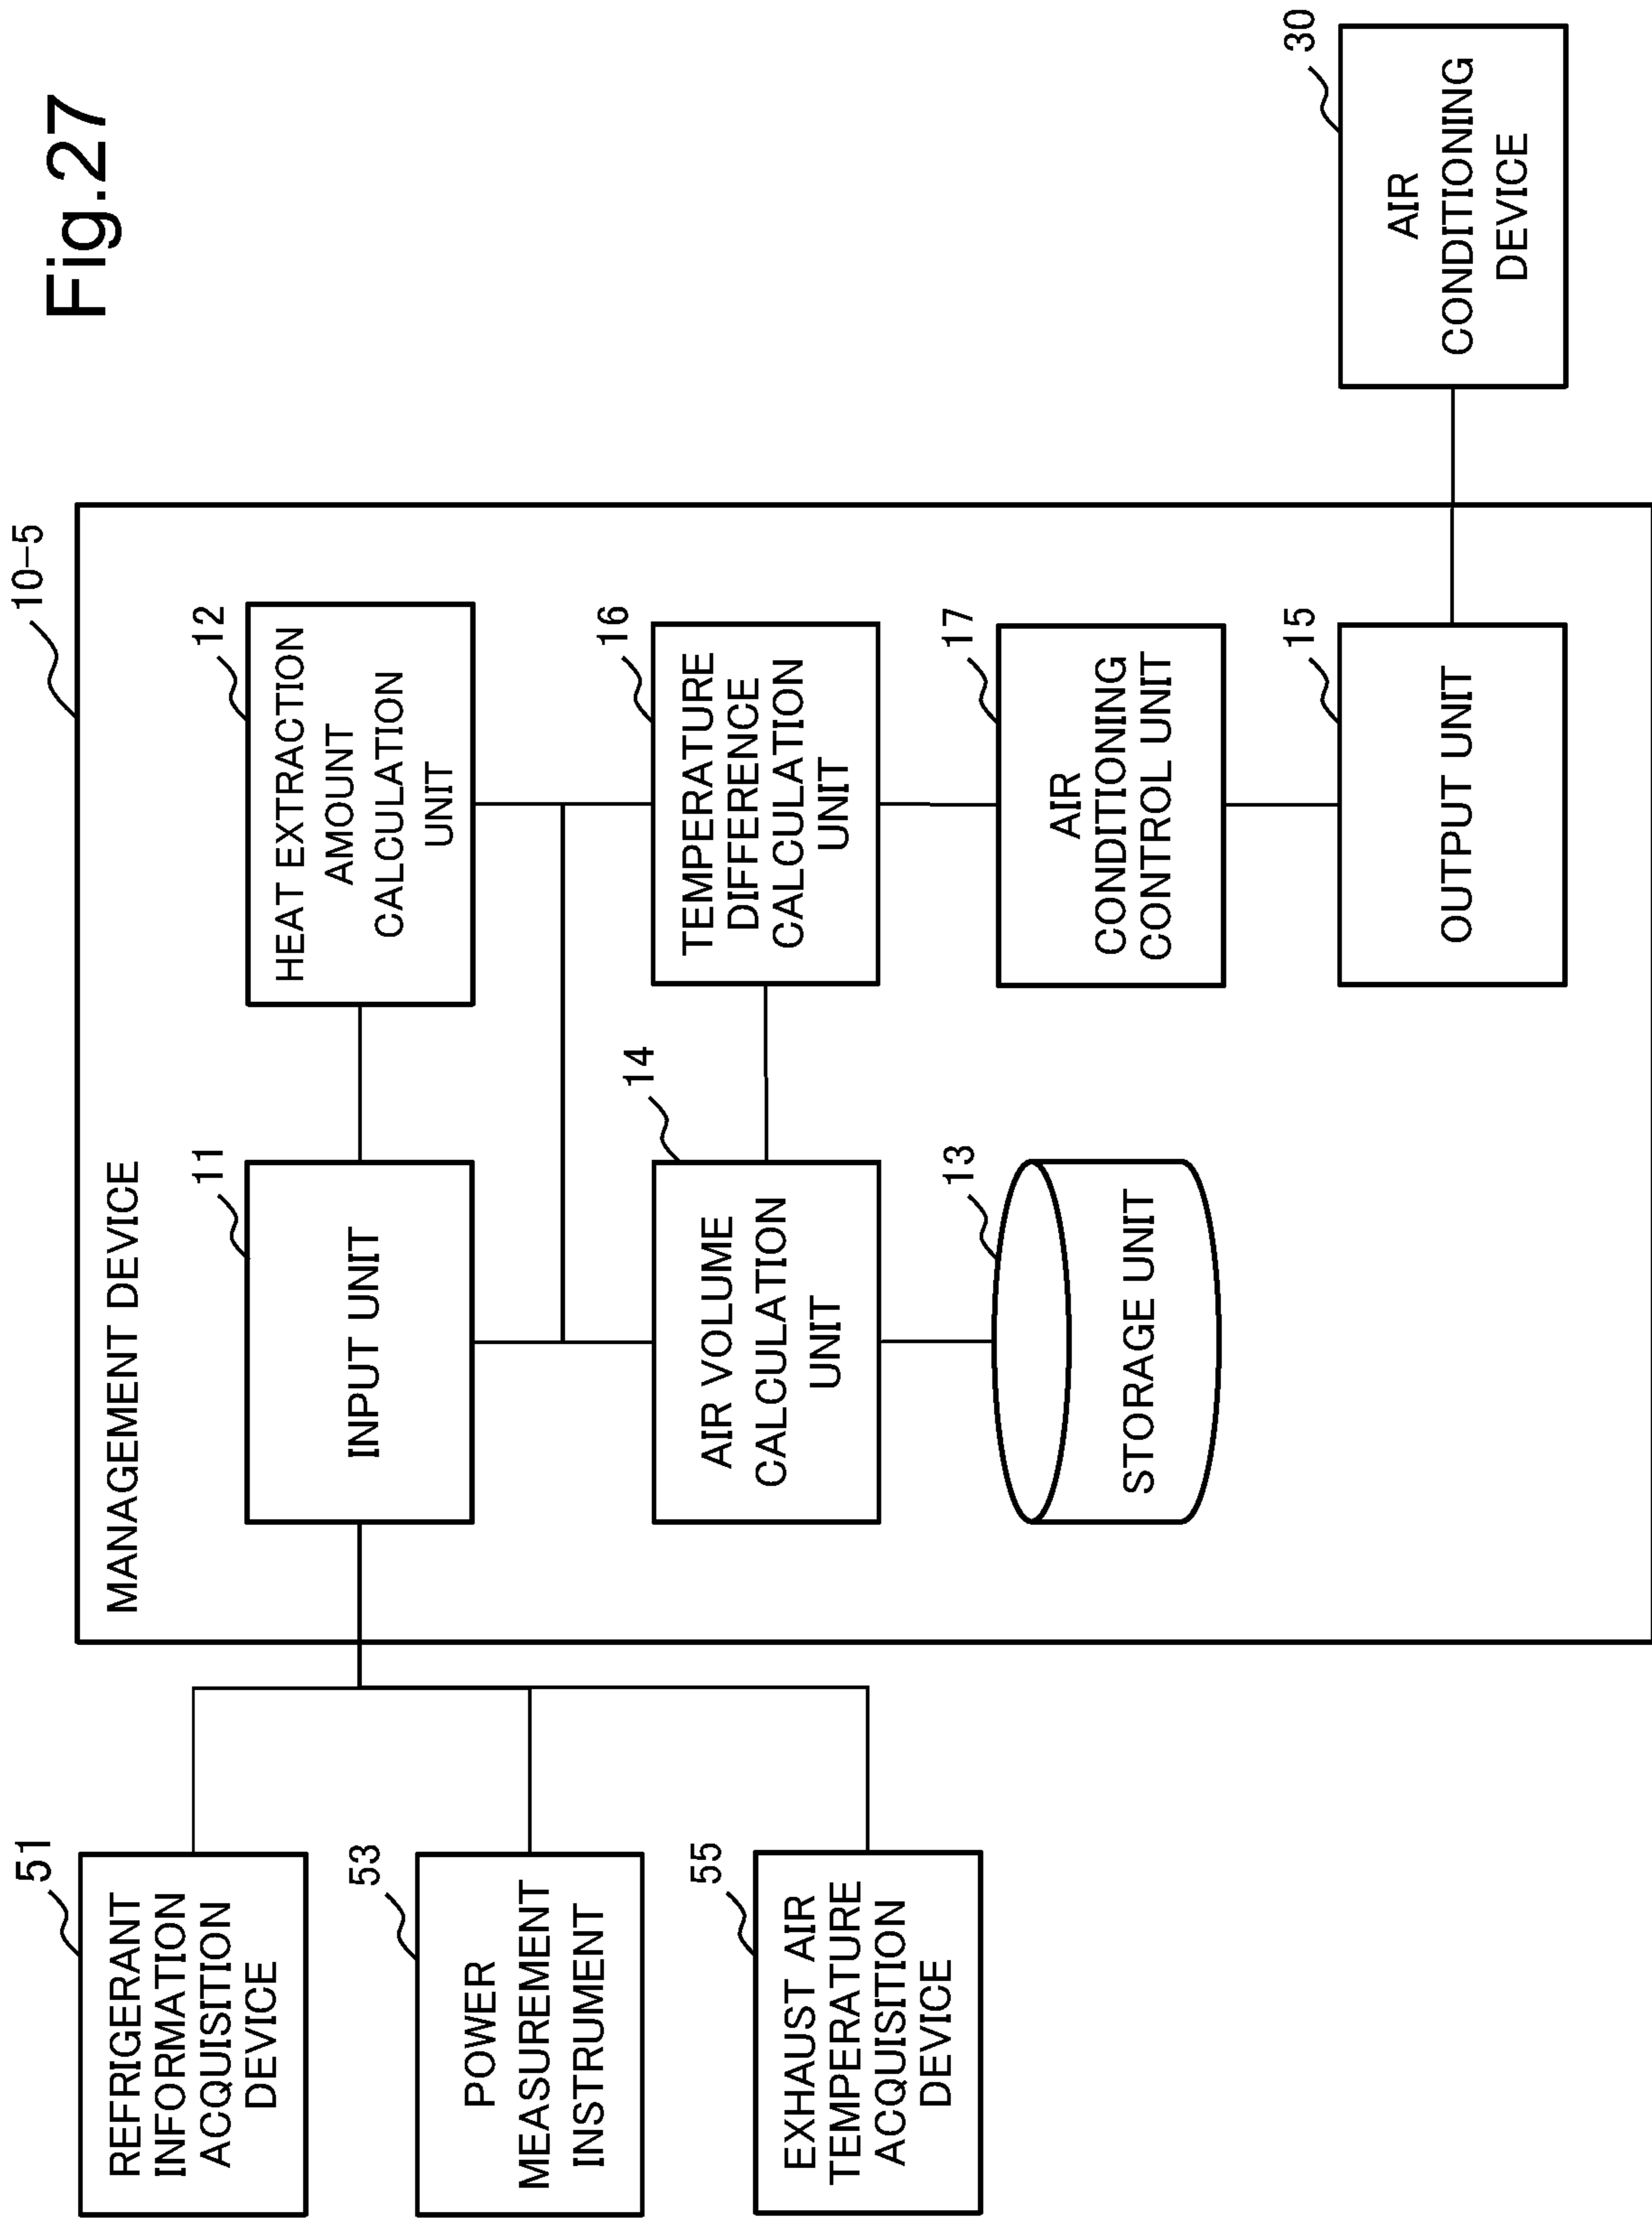 Fig.27
10-5
MANAGEMENT DEVICE
51
REFRIGERANT
INFORMATION
ACQUISITION
DEVICE
53
POWER
MEASUREMENT
INSTRUMENT
55
EXHAUST AIR
TEMPERATURE
ACQUISITION
DEVICE
11
INPUT UNIT
12
HEAT EXTRACTION
AMOUNT
CALCULATION
UNIT
14
AIR VOLUME
CALCULATION
UNIT
16
TEMPERATURE
DIFFERENCE
CALCULATION
UNIT
13
STORAGE UNIT
17
AIR
CONDITIONING
CONTROL UNIT
15
OUTPUT UNIT
30
AIR
CONDITIONING
DEVICE